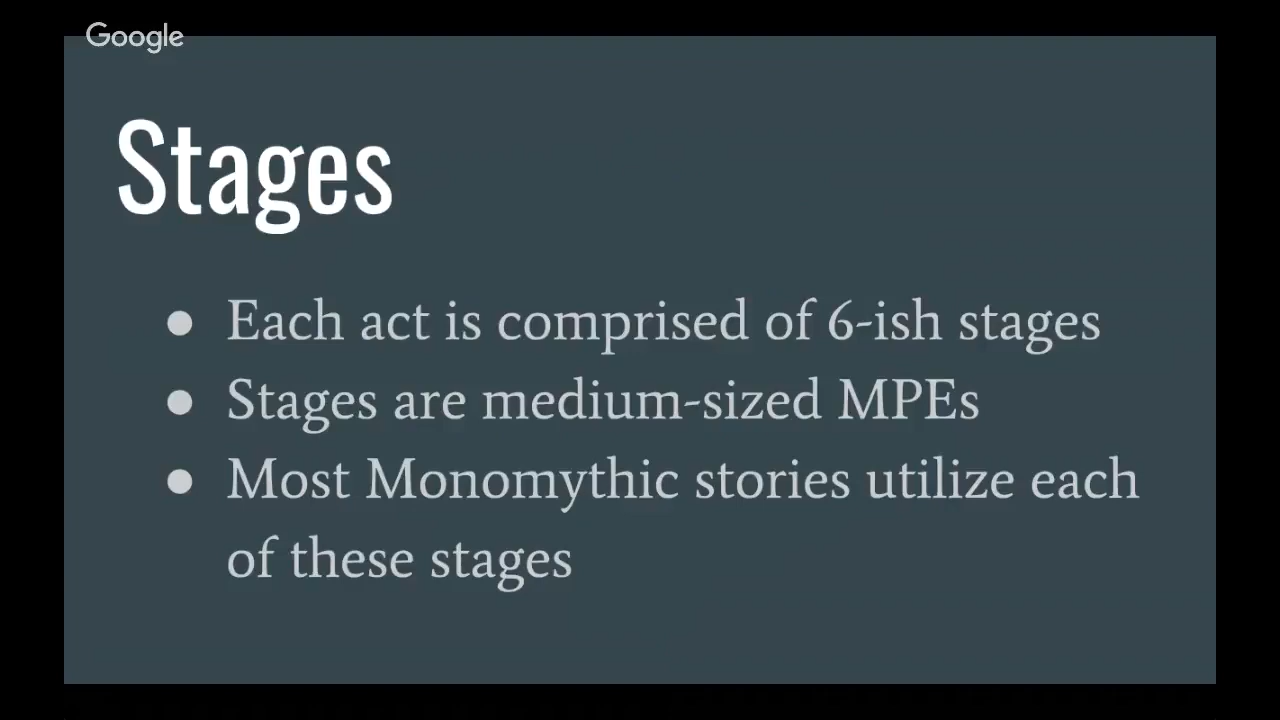 Google
Stages
● Each act is comprised of 6-ish stages
● Stages are medium-sized MPEs
● Most Monomythic stories utilize each
of these stages